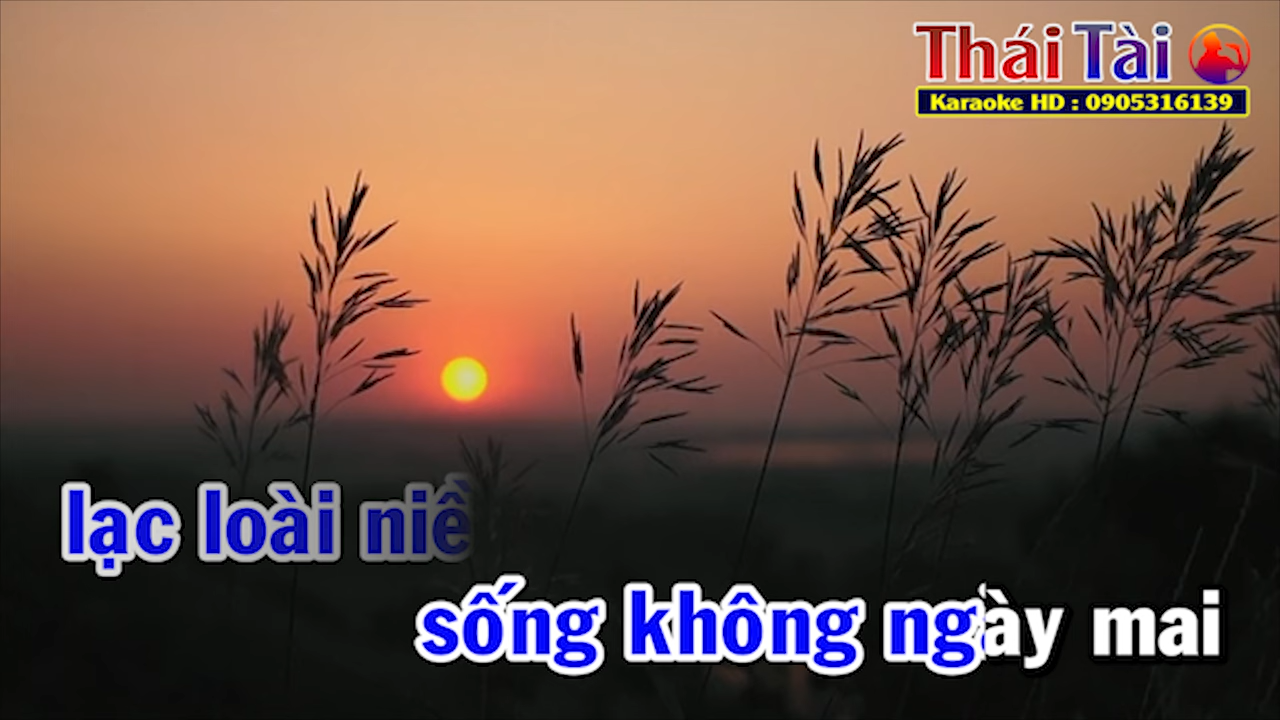 Thái Tài
Karaoke HD : 0905316139
lạc loài niề
sống không ngày mai